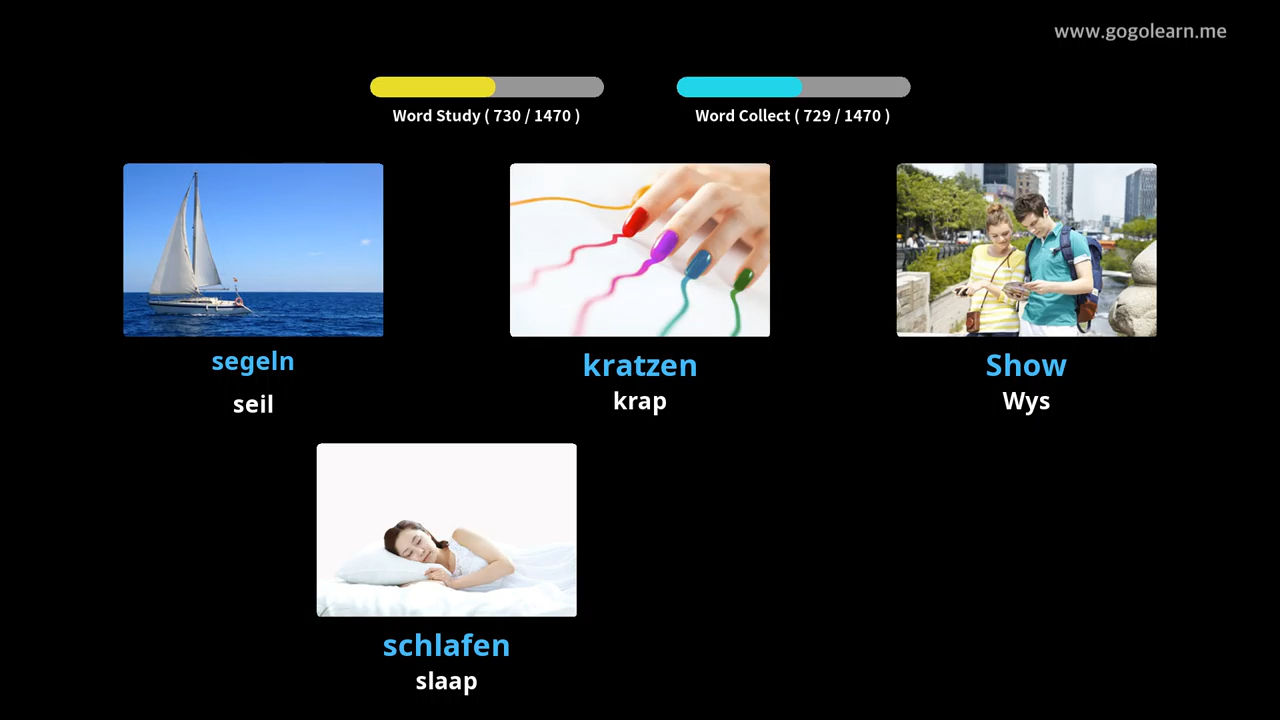 www.gogolearn.me
Word Study ( 730 / 1470 )
Word Collect ( 729 / 1470 )
segeln
seil
kratzen
krap
Show
Wys
schlafen
slaap